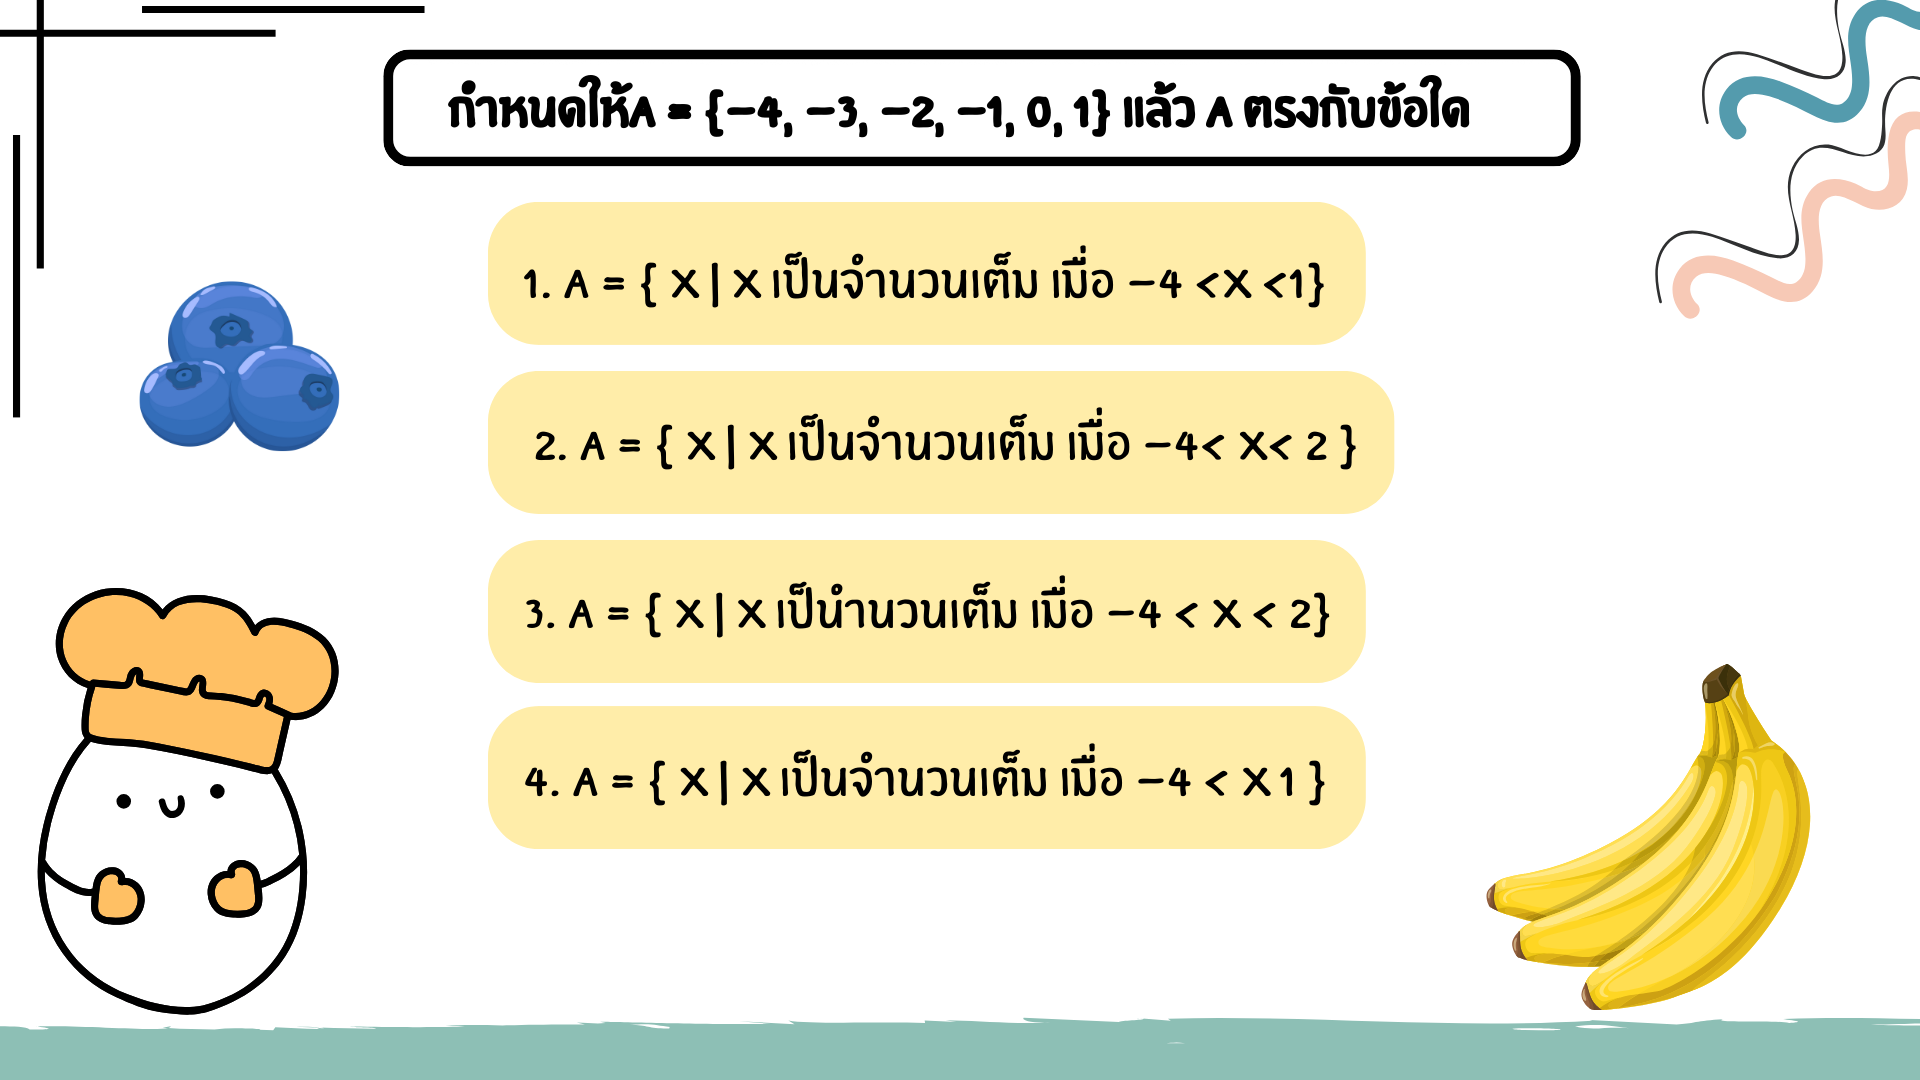 กำหนดให้A = {-4, -3, -2, -1, 0, 1} แล้ว A ตรงกับข้อใด
1. A = { X | X เป็นจำนวนเต็ม เมื่อ -4 <X <1}
2. A = { X | X เป็นจำนวนเต็ม เมื่อ -4< X< 2 }
3. A = { X | X เป็นำนวนเต็ม เมื่อ -4 < X < 2}
4. A = { X | X เป็นจำนวนเต็ม เมื่อ -4 < X 1 }